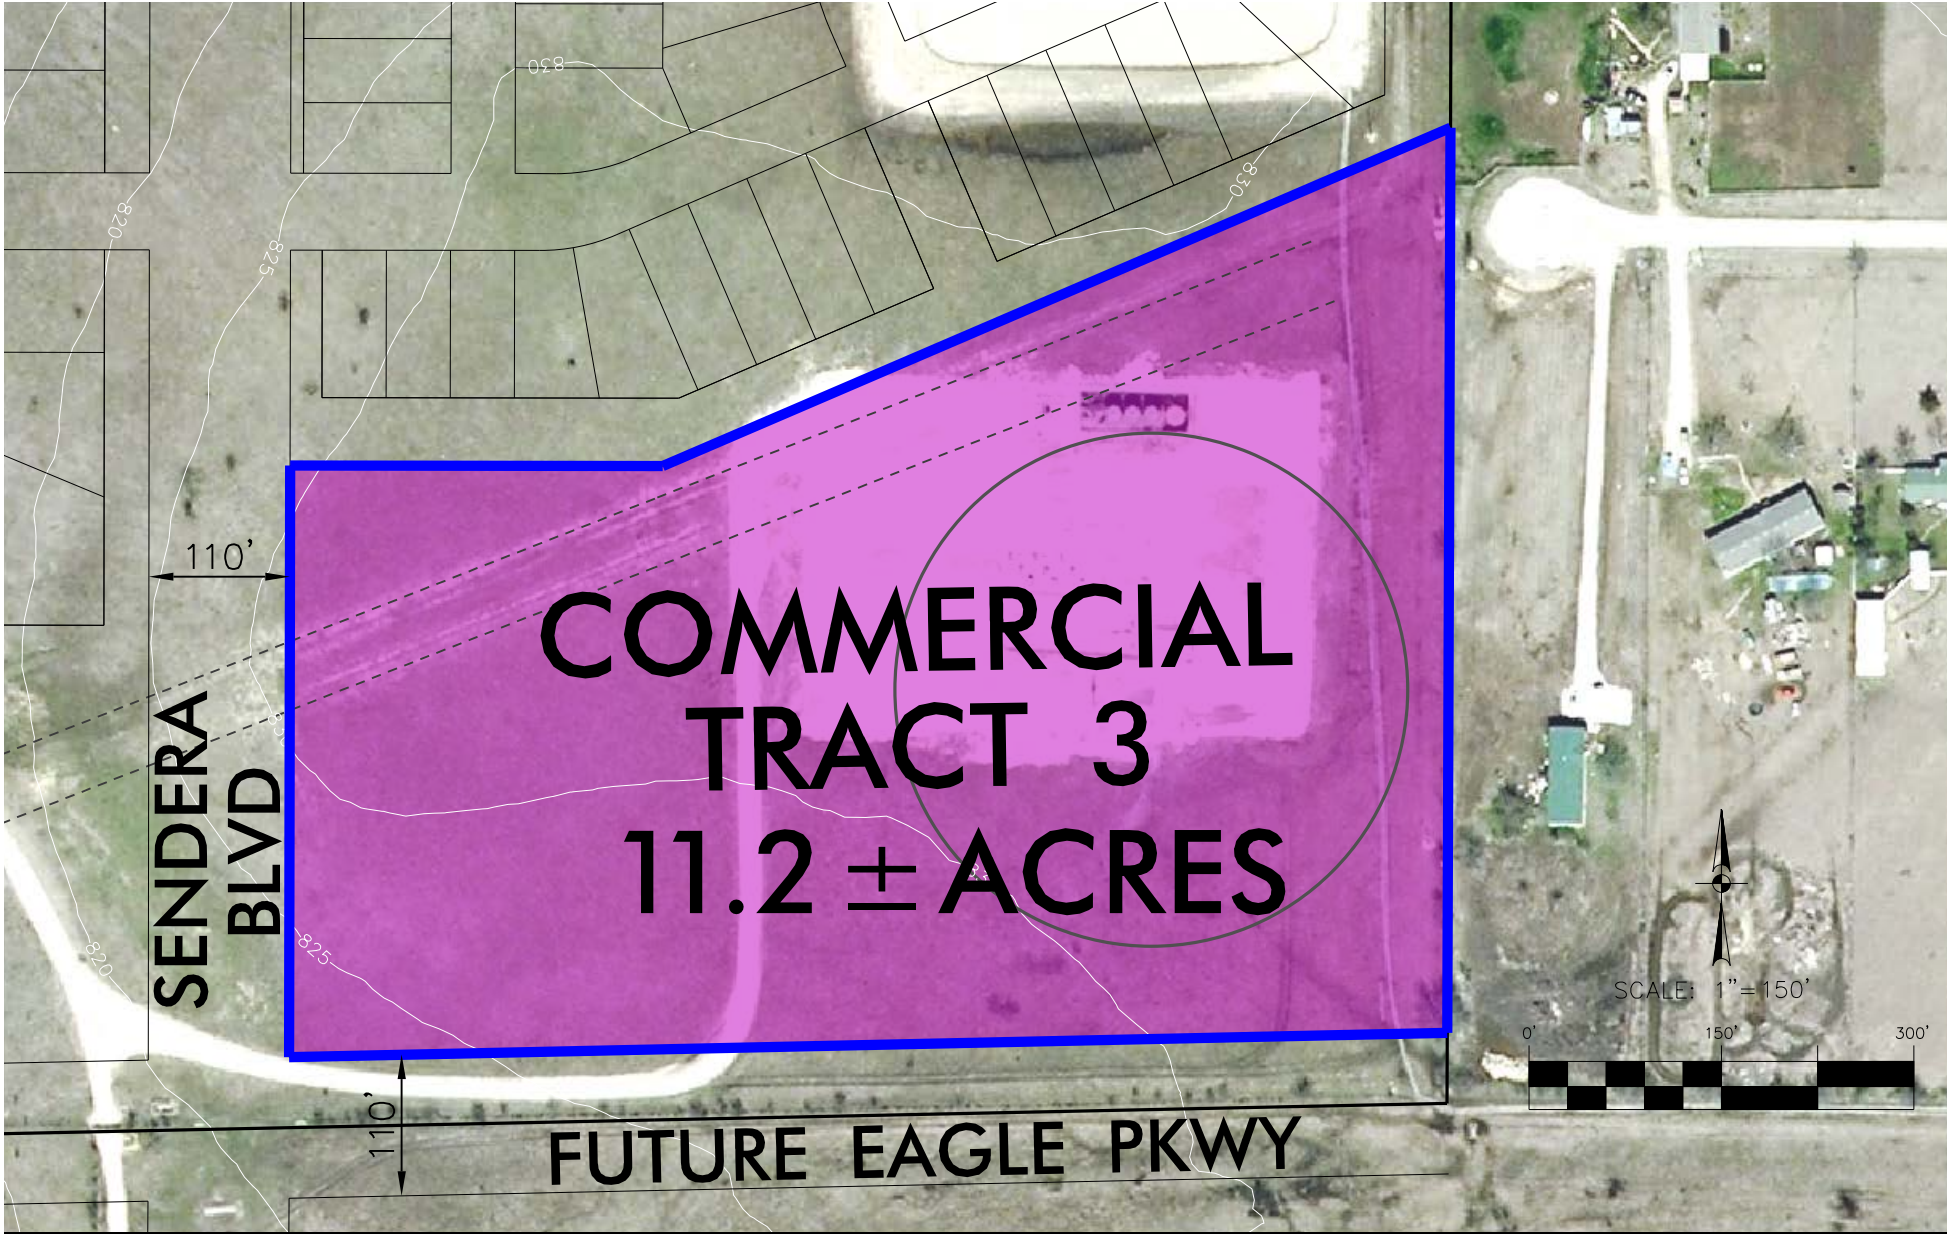 830
820
825
830
110'
COMMERCIAL
TRACT 3
11.2 ± ACRES
SENDERA
BLVD
820
825
SCALE: 1"=150'
0'
150'
300'
110'
FUTURE EAGLE PKWY